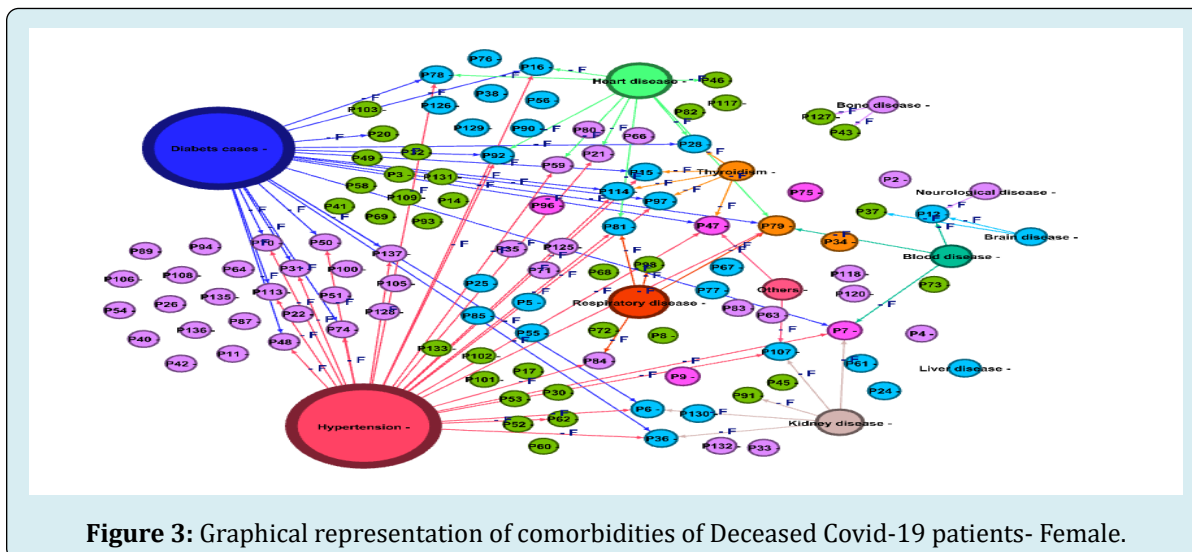 P76 -
P78 -
P16 -
- F
Heart disease -
P46 -
- F
P103 -
P126 -
P38 -
P56 -
P82 -
P117 -
Bone disease -
P127 -
P43 -
P20 -
P129 -
P90 -
P80 -
P66
P28 -
Diabets cases -
P49 -
P92 -
P21
P59 -
P15 -
Thyroidism -
P3 -
P131 -
P58 -
P114
P109 -
P14 -
P96 -
P97 -
P75 -
P2 -
Neurological disease -
P41 -
P69 -
P93 -
P81 -
P47 -
P79 -
P37 -
P34 -
Brain disease -
P89 -
P94 -
P50 -
P137 -
P35 -
P125 -
P71
P68 -
P98 -
P67 -
Blood disease -
P106 -
P108 -
P64 -
P100 -
P105 -
P25 -
P77 -
Others -
P118 -
P120 -
P73 -
P54 -
P26 -
P135 -
P113
P51
P128
P5 -
Respiratory disease -
P83 -
P63
P40 -
P136 -
P87 -
P22 -
P74 -
P85 -
P55 -
P72 -
P8 -
P7 -
P4 -
P42 -
P11 -
P48 -
P133
P102 -
P84 -
P107 -
P61 -
Liver disease -
P101
P17 -
P9 -
P45 -
P24 -
P53 -
P30 -
P91 -
Hypertension -
P52 -
P62 -
P6 -
P130
Kidney disease -
P60 -
P36 -
P132 -
P33 -
Figure 3: Graphical representation of comorbidities of Deceased Covid-19 patients- Female.